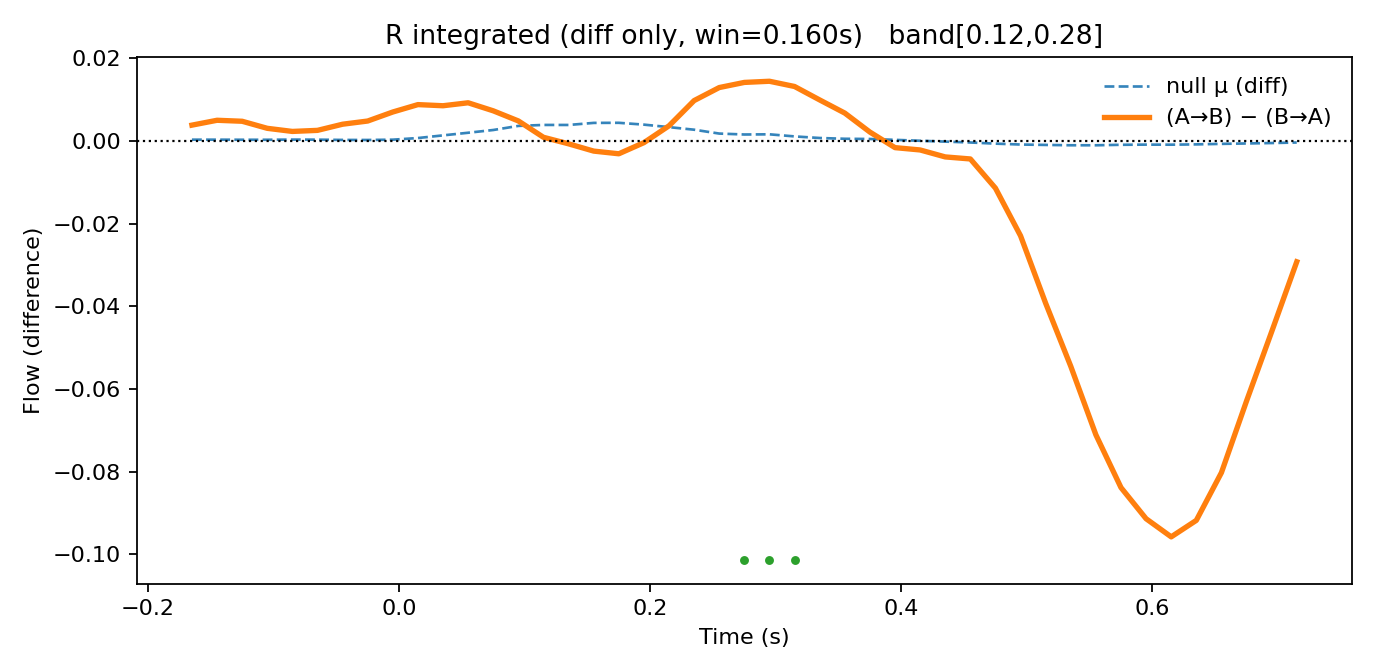 R integrated (diff only, win=0.160s)   band[0.12,0.28]
null μ (diff)
(A→B) − (B→A)
Flow (difference)
0.02
0.00
−0.02
−0.04
−0.06
−0.08
−0.10
−0.2
0.0
0.2
0.4
0.6
Time (s)